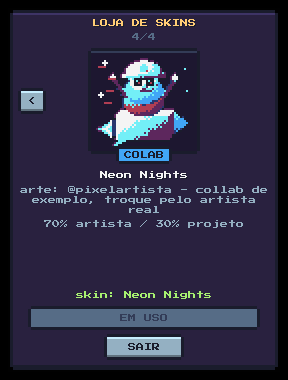 LOJA DE SKINS
4/4
<
COLAB
Neon Nights
arte: @pixelartista - collab de
exemplo, troque pelo artista
real
70% artista / 30% projeto
skin: Neon Nights
EM USO
SAIR